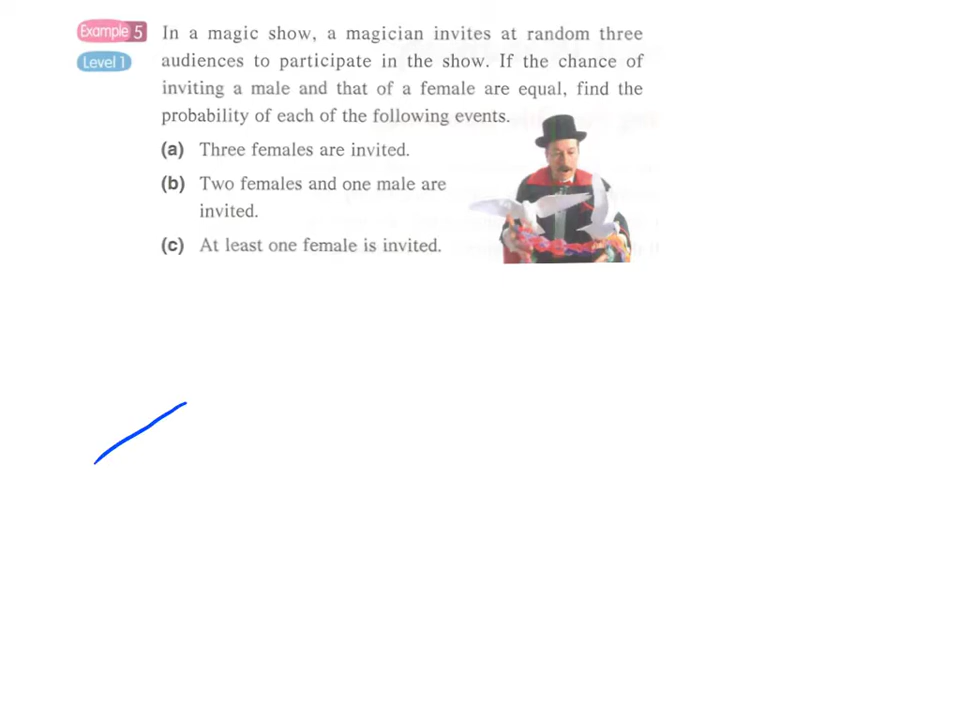 Example 5 In a magic show, a magician invites at random three
Level 1 audiences to participate in the show. If the chance of
inviting a male and that of a female are equal, find the
probability of each of the following events.
(a) Three females are invited.
(b) Two females and one male are
invited.
(c) At least one female is invited.